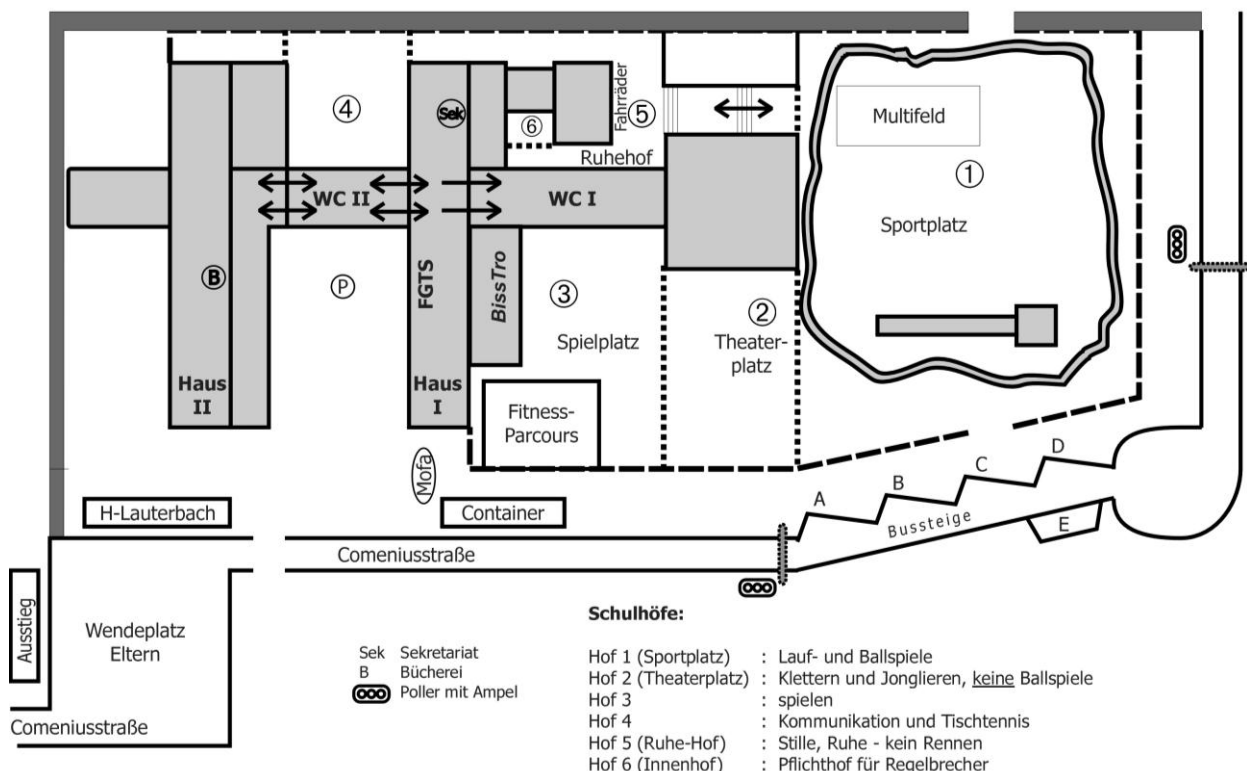 Multifeld
①
Sportplatz
④
Sek
⑥
Fahrräder
⑤
Ruhehof
WC II
WC I
B
P
FGTS
BissTro
③
Spielplatz
②
Theater-
platz
Haus
II
Haus
I
Fitness-
Parcours
Mofa
H-Lauterbach
Container
A
B
C
D
E
Bussteige
Comeniusstraße
Ausstieg
Wendeplatz
Eltern
Comeniusstraße
Sek Sekretariat
B Bücherei
Poller mit Ampel
Schulhöfe:
Hof 1 (Sportplatz) : Lauf- und Ballspiele
Hof 2 (Theaterplatz) : Klettern und Jonglieren, keine Ballspiele
Hof 3 : spielen
Hof 4 : Kommunikation und Tischtennis
Hof 5 (Ruhe-Hof) : Stille, Ruhe - kein Rennen
Hof 6 (Innenhof) : Pflichthof für Regelbrecher